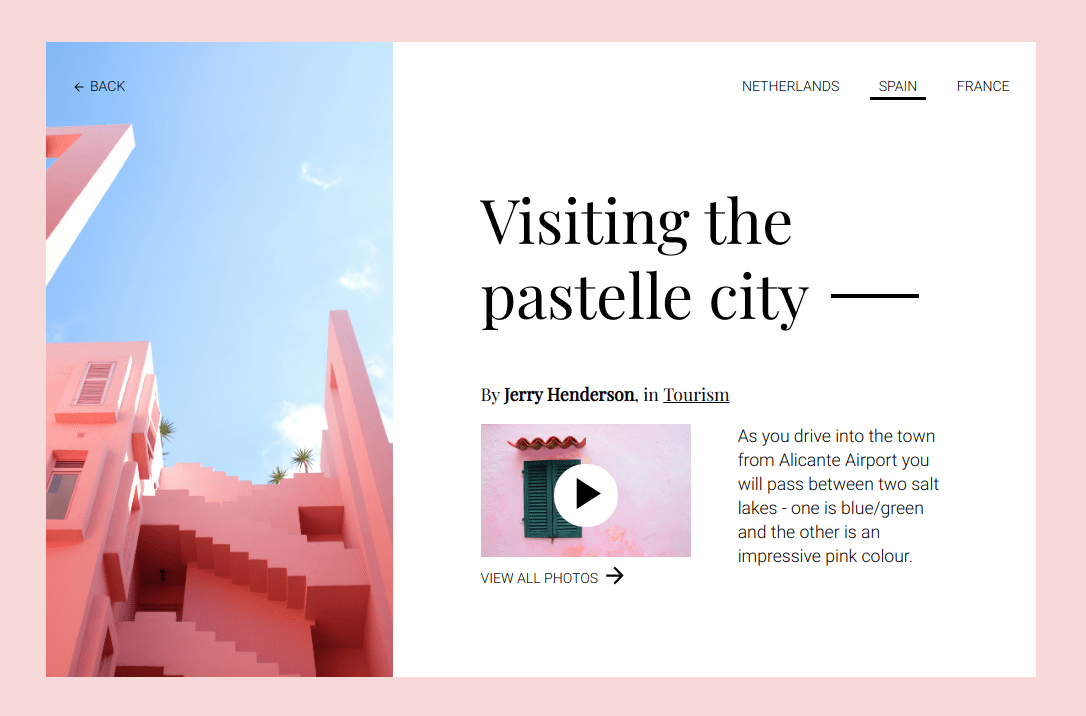 ← BACK
NETHERLANDS SPAIN FRANCE
Visiting the
pastelle city
By Jerry Henderson, in Tourism
As you drive into the town
from Alicante Airport you
will pass between two salt
lakes - one is blue/green
and the other is an
impressive pink colour.
VIEW ALL PHOTOS →